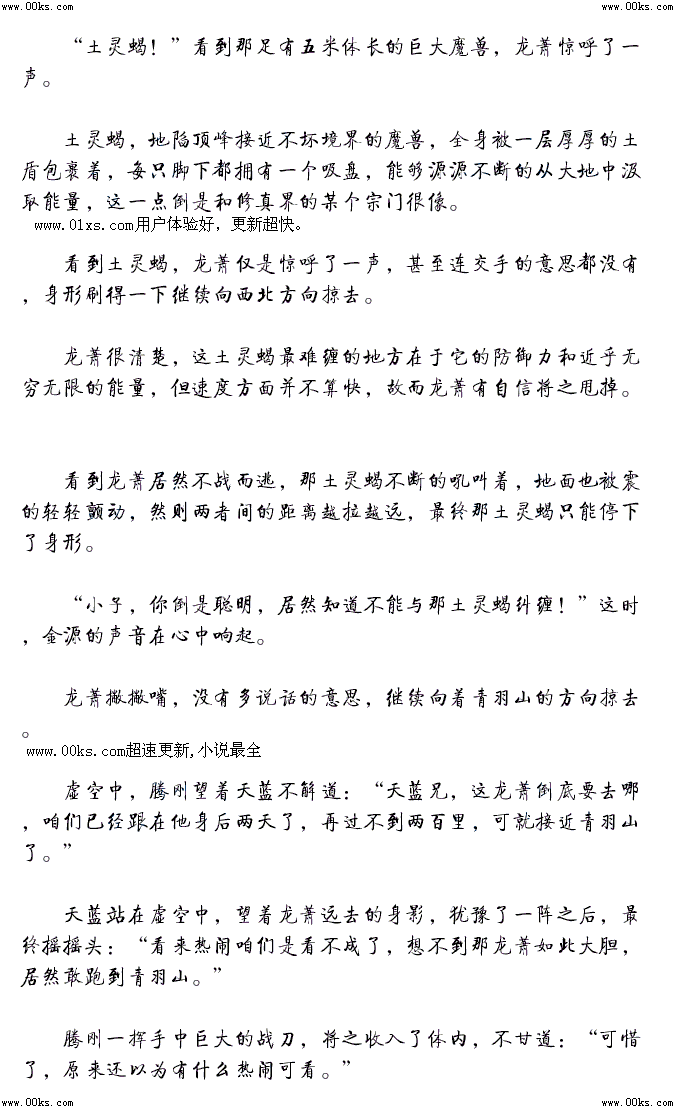 www.00ks.com www.00ks.com
“土灵蝎！”看到那足有五米体长的巨大魔兽，龙萧惊呼了一
声。
土灵蝎，地陷顶峰接近不坏境界的魔兽，全身被一层厚厚的土
盾包裹着，每只脚下都拥有一个吸盘，能够源源不断的从大地中汲
取能量，这一点倒是和修真界的某个宗门很像。
www.01xs.com用户体验好，更新超快。
看到土灵蝎，龙萧仅是惊呼了一声，甚至连交手的意思都没有
，身形刷得一下继续向西北方向掠去。
龙萧很清楚，这土灵蝎最难缠的地方在于它的防御力和近乎无
穷无限的能量，但速度方面并不算快，故而龙萧有自信将之甩掉。
看到龙萧居然不战而逃，那土灵蝎不断的吼叫着，地面也被震
的轻轻颤动，然则两者间的距离越拉越远，最终那土灵蝎只能停下
了身形。
“小子，你倒是聪明，居然知道不能与那土灵蝎纠缠！”这时
，金源的声音在心中响起。
龙萧撇撇嘴，没有多说话的意思，继续向着青羽山的方向掠去
。
www.00ks.com超速更新,小说最全
虚空中，腾刚望着天蓝不解道：“天蓝兄，这龙萧倒底要去哪
，咱们已经跟在他身后两天了，再过不到两百里，可就接近青羽山
了。”
天蓝站在虚空中，望着龙萧远去的身影，犹豫了一阵之后，最
终摇摇头：“看来热闹咱们是看不成了，想不到那龙萧如此大胆，
居然敢跑到青羽山。”
腾刚一挥手中巨大的战刀，将之收入了体内，不甘道：“可惜
了，原来还以为有什么热闹可看。”
www.00ks.com www.00ks.com